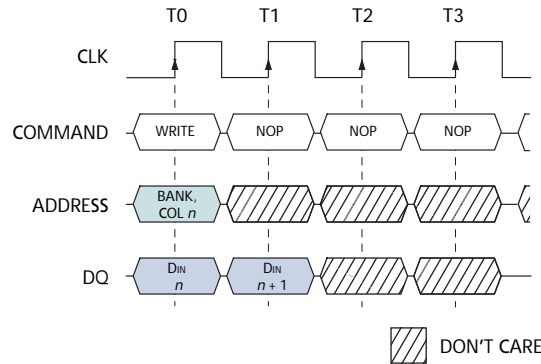 T0 T1 T2 T3
CLK
COMMAND WRITE NOP NOP NOP
BANK,
ADDRESS
COL n
DIN DIN
DQ
n n + 1
DON'T CARE